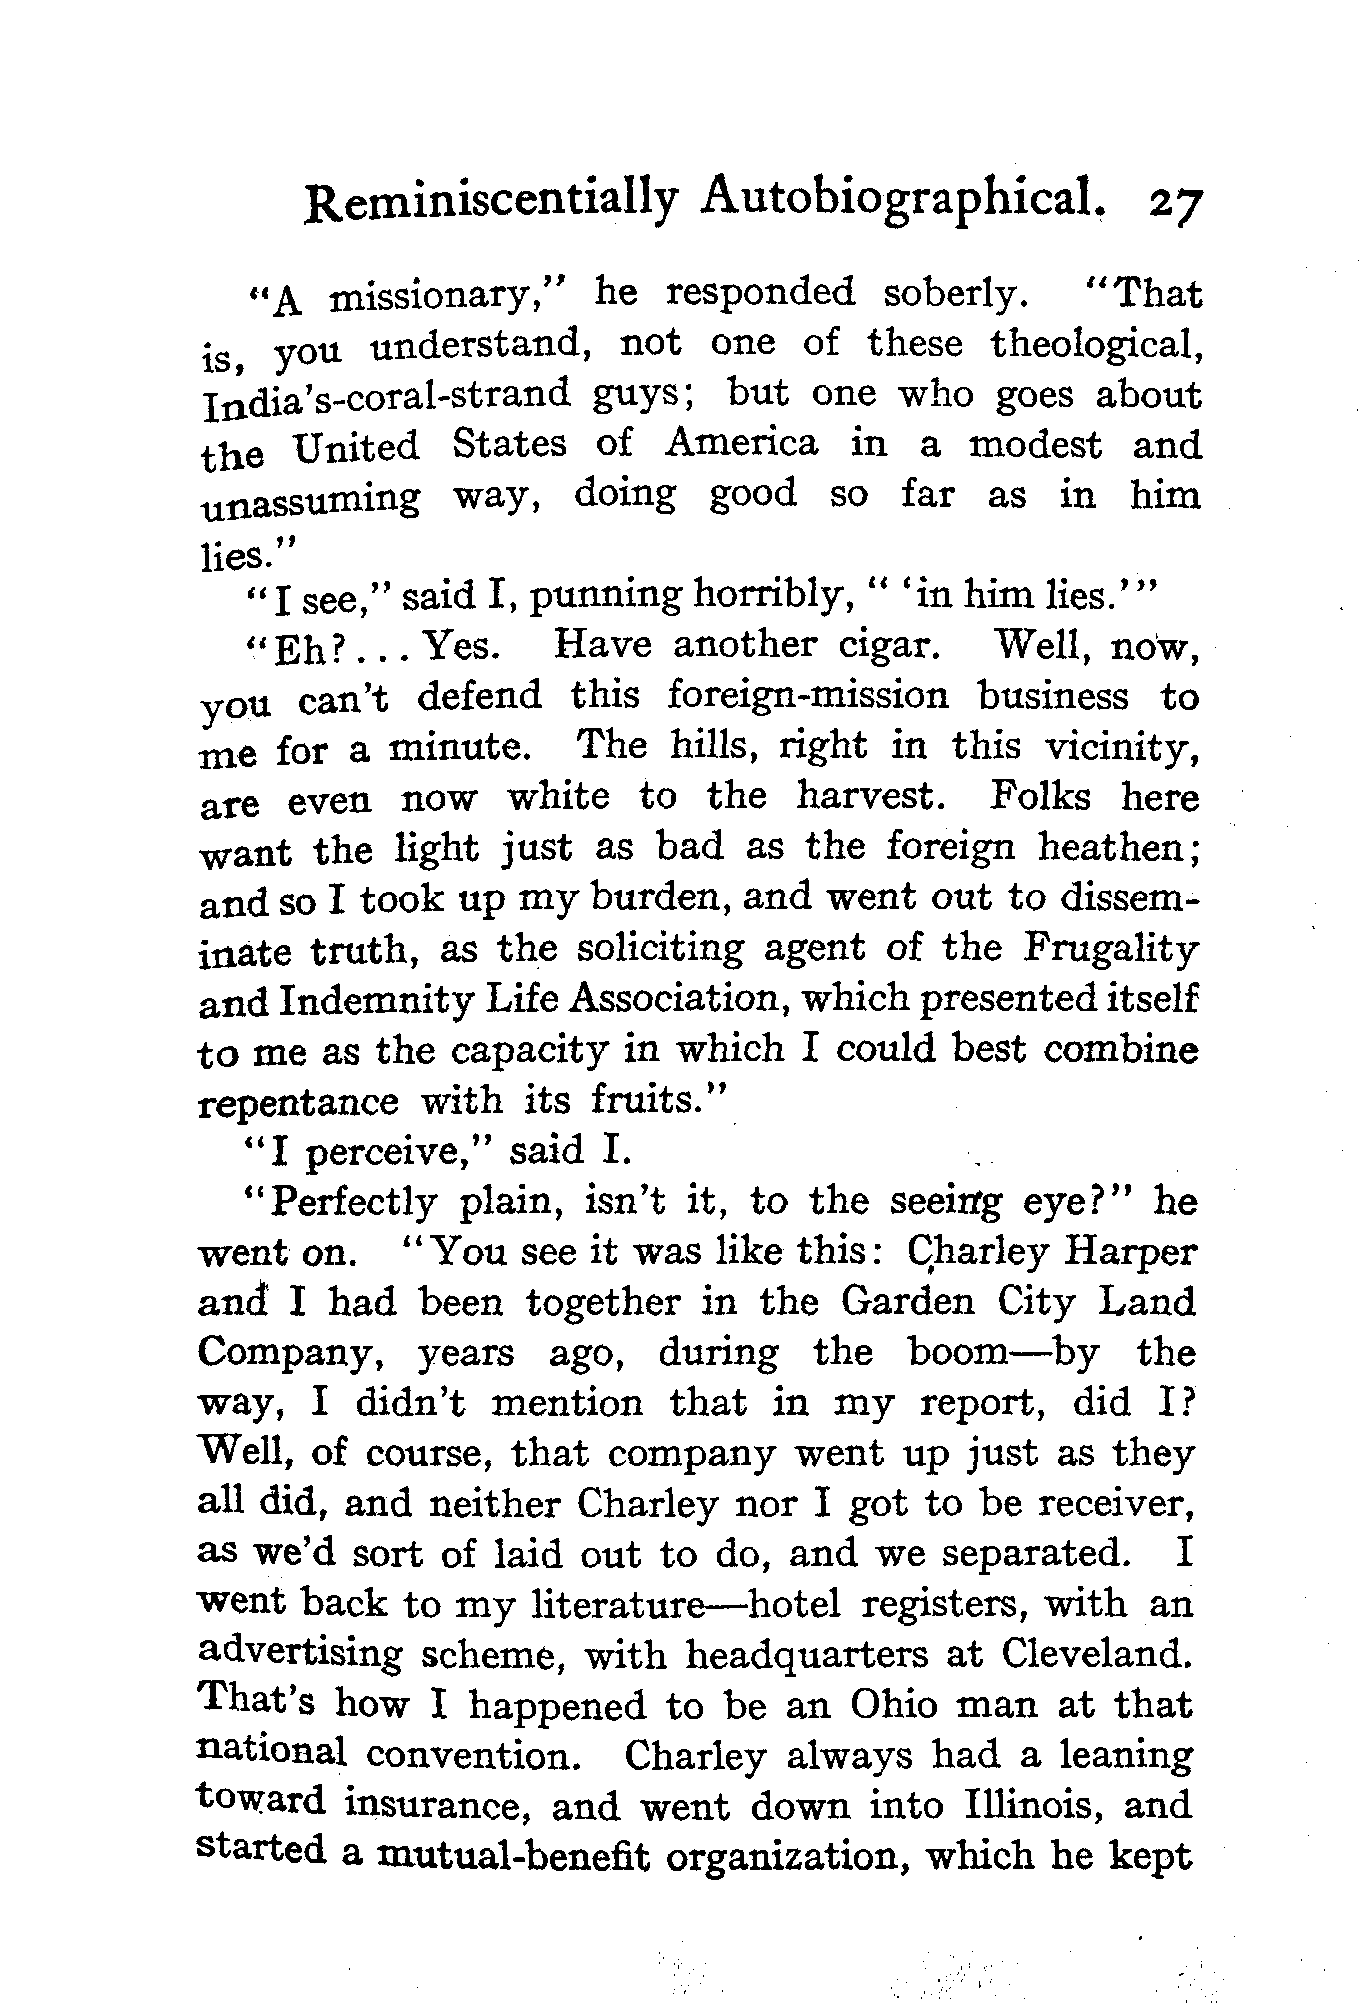 Reminiscentially Autobiographical. 27
"A missionary," he responded soberly. "That
is, you understand, not one of these theological,
India's-coral-strand guys; but one who goes about
the United States of America in a modest and
unassuming way, doing good so far as in him
lies."
"I see," said I, punning horribly, " 'in him lies.'"
"Eh? . . . Yes. Have another cigar. Well, now,
you can't defend this foreign-mission business to
me for a minute. The hills, right in this vicinity,
are even now white to the harvest. Folks here
want the light just as bad as the foreign heathen;
and so I took up my burden, and went out to dissem-
inate truth, as the soliciting agent of the Frugality
and Indemnity Life Association, which presented itself
to me as the capacity in which I could best combine
repentance with its fruits."
"I perceive," said I.
"Perfectly plain, isn't it, to the seeing eye?" he
went on. "You see it was like this: Charley Harper
and I had been together in the Garden City Land
Company, years ago, during the boom—by the
way, I didn't mention that in my report, did I?
Well, of course, that company went up just as they
all did, and neither Charley nor I got to be receiver,
as we'd sort of laid out to do, and we separated. I
went back to my literature—hotel registers, with an
advertising scheme, with headquarters at Cleveland.
That's how I happened to be an Ohio man at that
national convention. Charley always had a leaning
toward insurance, and went down into Illinois, and
started a mutual-benefit organization, which he kept